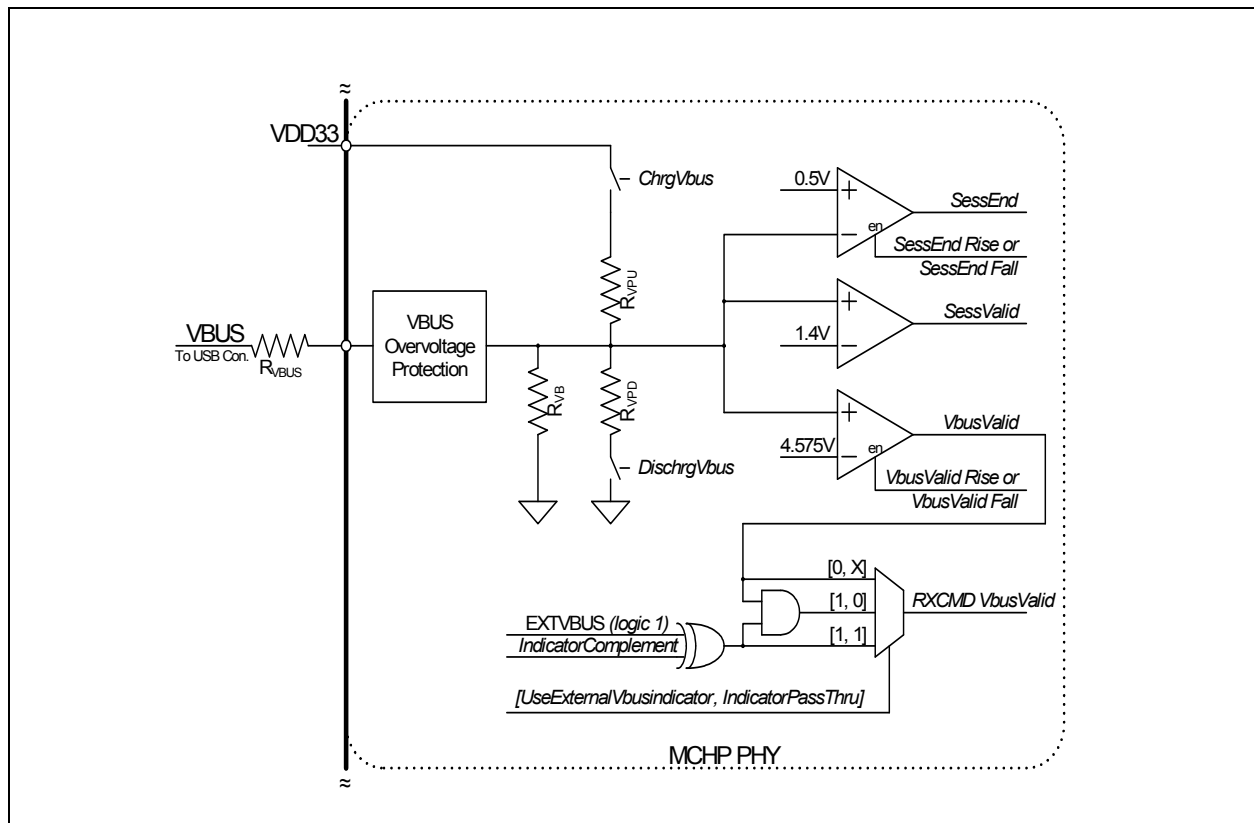 ≈
VDD33
ChrgVbus
0.5V
+
−
en
SessEnd
SessEnd Rise or
SessEnd Fall
RVPU
+
1.4V
−
SessValid
VBUS
To USB Con.
RVBUS
VBUS
Overvoltage
Protection
RVB
RVPD
DischrgVbus
+
4.575V
−
en
VbusValid
VbusValid Rise or
VbusValid Fall
[0, X]
[1, 0]
[1, 1]
RXCMD VbusValid
EXTVBUS (logic 1)
IndicatorComplement
[UseExternalVbusindicator, IndicatorPassThru]
MCHP PHY
≈